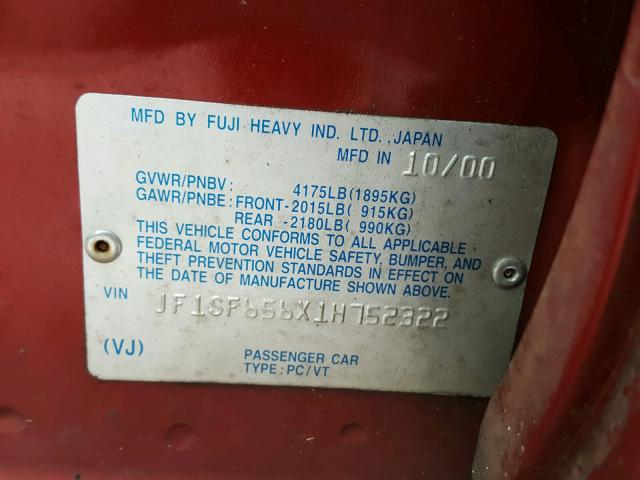 MFD BY FUJI HEAVY IND. LTD.,JAPAN
MFD IN 10/00
GVWR/PNBV: 4175LB(1895KG)
GAWR/PNBE: FRONT-2015LB( 915KG)
REAR -2180LB( 990KG)
THIS VEHICLE CONFORMS TO ALL APPLICABLE
FEDERAL MOTOR VEHICLE SAFETY, BUMPER, AND
THEFT PREVENTION STANDARDS IN EFFECT ON
THE DATE OF MANUFACTURE SHOWN ABOVE.
VIN JF1SF656X1H752322
(VJ)
PASSENGER CAR
TYPE:PC/VT